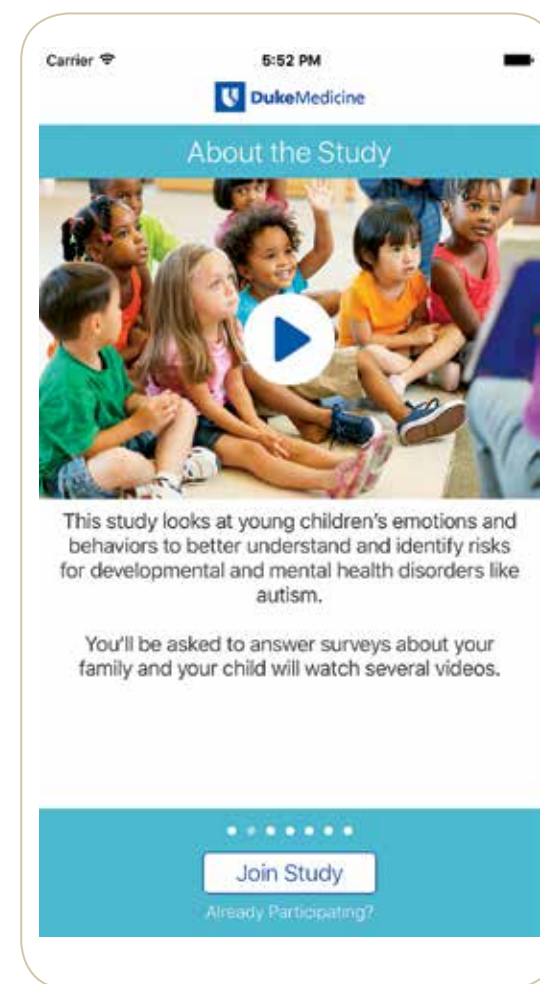 Carrier 5:52 PM
DukeMedicine
About the Study
This study looks at young children's emotions and
behaviors to better understand and identify risks
for developmental and mental health disorders like
autism.
You'll be asked to answer surveys about your
family and your child will watch several videos.
Join Study
Already Participating?